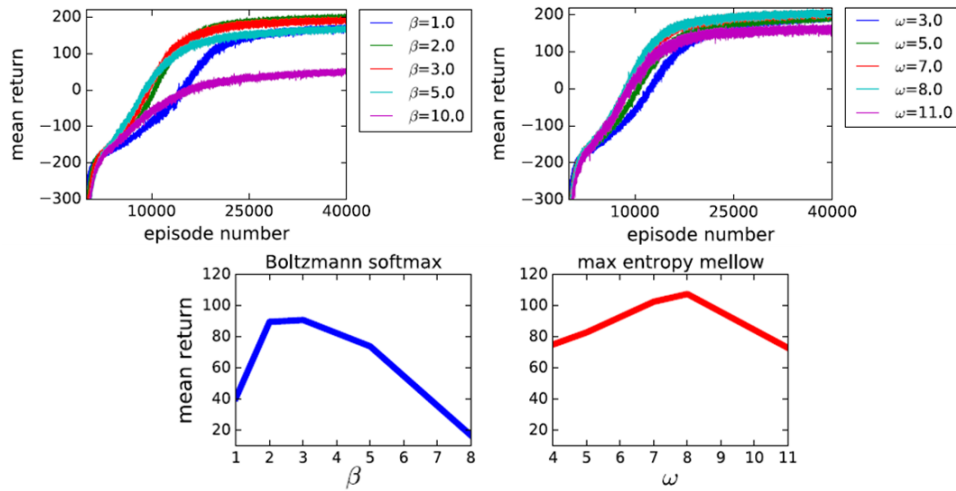 mean return
200
100
0
−100
−200
−300
10000
25000
40000
episode number
β=1.0
β=2.0
β=3.0
β=5.0
β=10.0
mean return
200
100
0
−100
−200
−300
10000
25000
40000
episode number
ω=3.0
ω=5.0
ω=7.0
ω=8.0
ω=11.0
Boltzmann softmax
mean return
120
100
80
60
40
20
1 2 3 4 5 6 7 8
β
max entropy mellow
120
100
80
60
40
20
4 5 6 7 8 9 10 11
ω